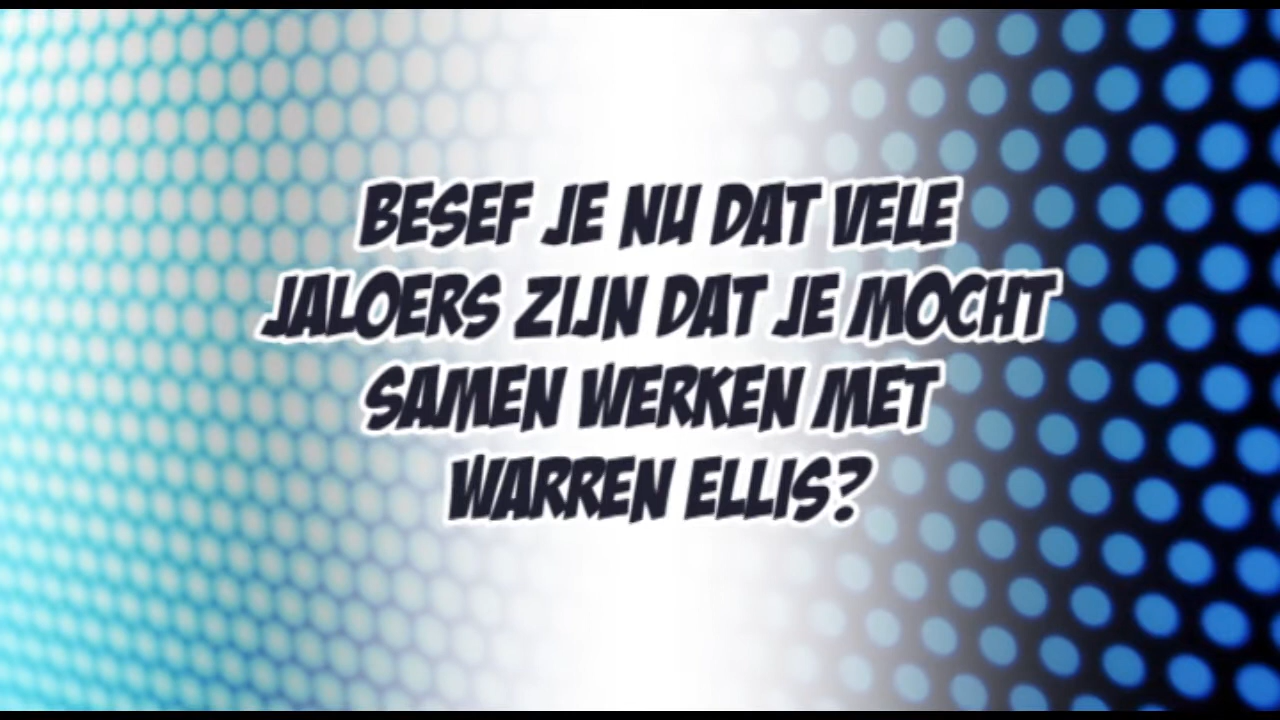 BESEF JE NU DAT VELE
JALOERS ZIJN DAT JE MOCHT
SAMEN WERKEN MET
WARREN ELLIS?